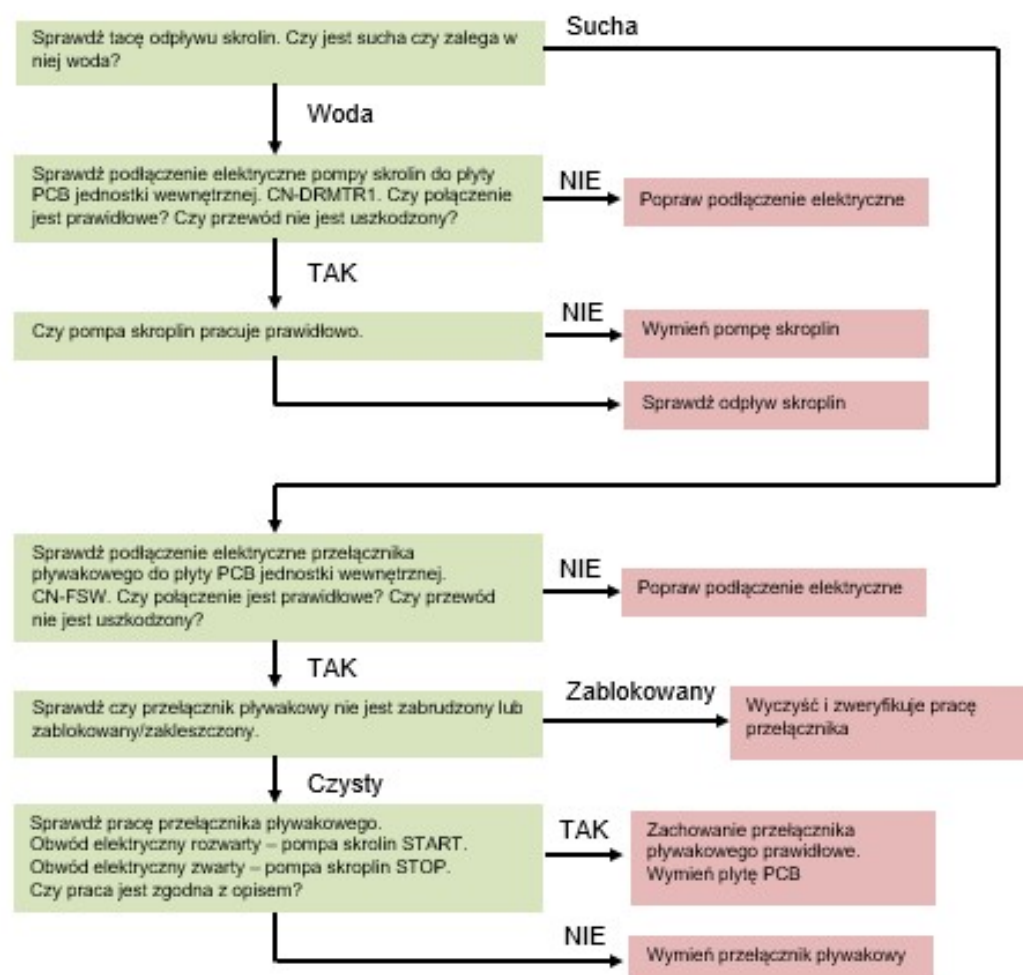 Sprawdź tacę odpływu skrolin. Czy jest sucha czy zalega w
niej woda?
Sucha
Woda
Sprawdź podłączenie elektryczne pompy skrolin do płyty
PCB jednostki wewnętrznej. CN-DRMTR1. Czy połączenie
jest prawidłowe? Czy przewód nie jest uszkodzony?
NIE
Popraw podłączenie elektryczne
TAK
Czy pompa skroplin pracuje prawidłowo.
NIE
Wymień pompę skroplin
Sprawdź odpływ skroplin
Sprawdź podłączenie elektryczne przełącznika
pływakowego do płyty PCB jednostki wewnętrznej.
CN-FSW. Czy połączenie jest prawidłowe? Czy przewód
nie jest uszkodzony?
NIE
Popraw podłączenie elektryczne
TAK
Sprawdź czy przełącznik pływakowy nie jest zabrudzony lub
zablokowany/zakleszczony.
Zablokowany
Wyczyść i zweryfikuje pracę
przełącznika
Czysty
Sprawdź pracę przełącznika pływakowego.
Obwód elektryczny rozwarty – pompa skrolin START.
Obwód elektryczny zwarty – pompa skroplin STOP.
Czy praca jest zgodna z opisem?
TAK
Zachowanie przełącznika
pływakowego prawidłowe.
Wymień płytę PCB
NIE
Wymień przełącznik pływakowy